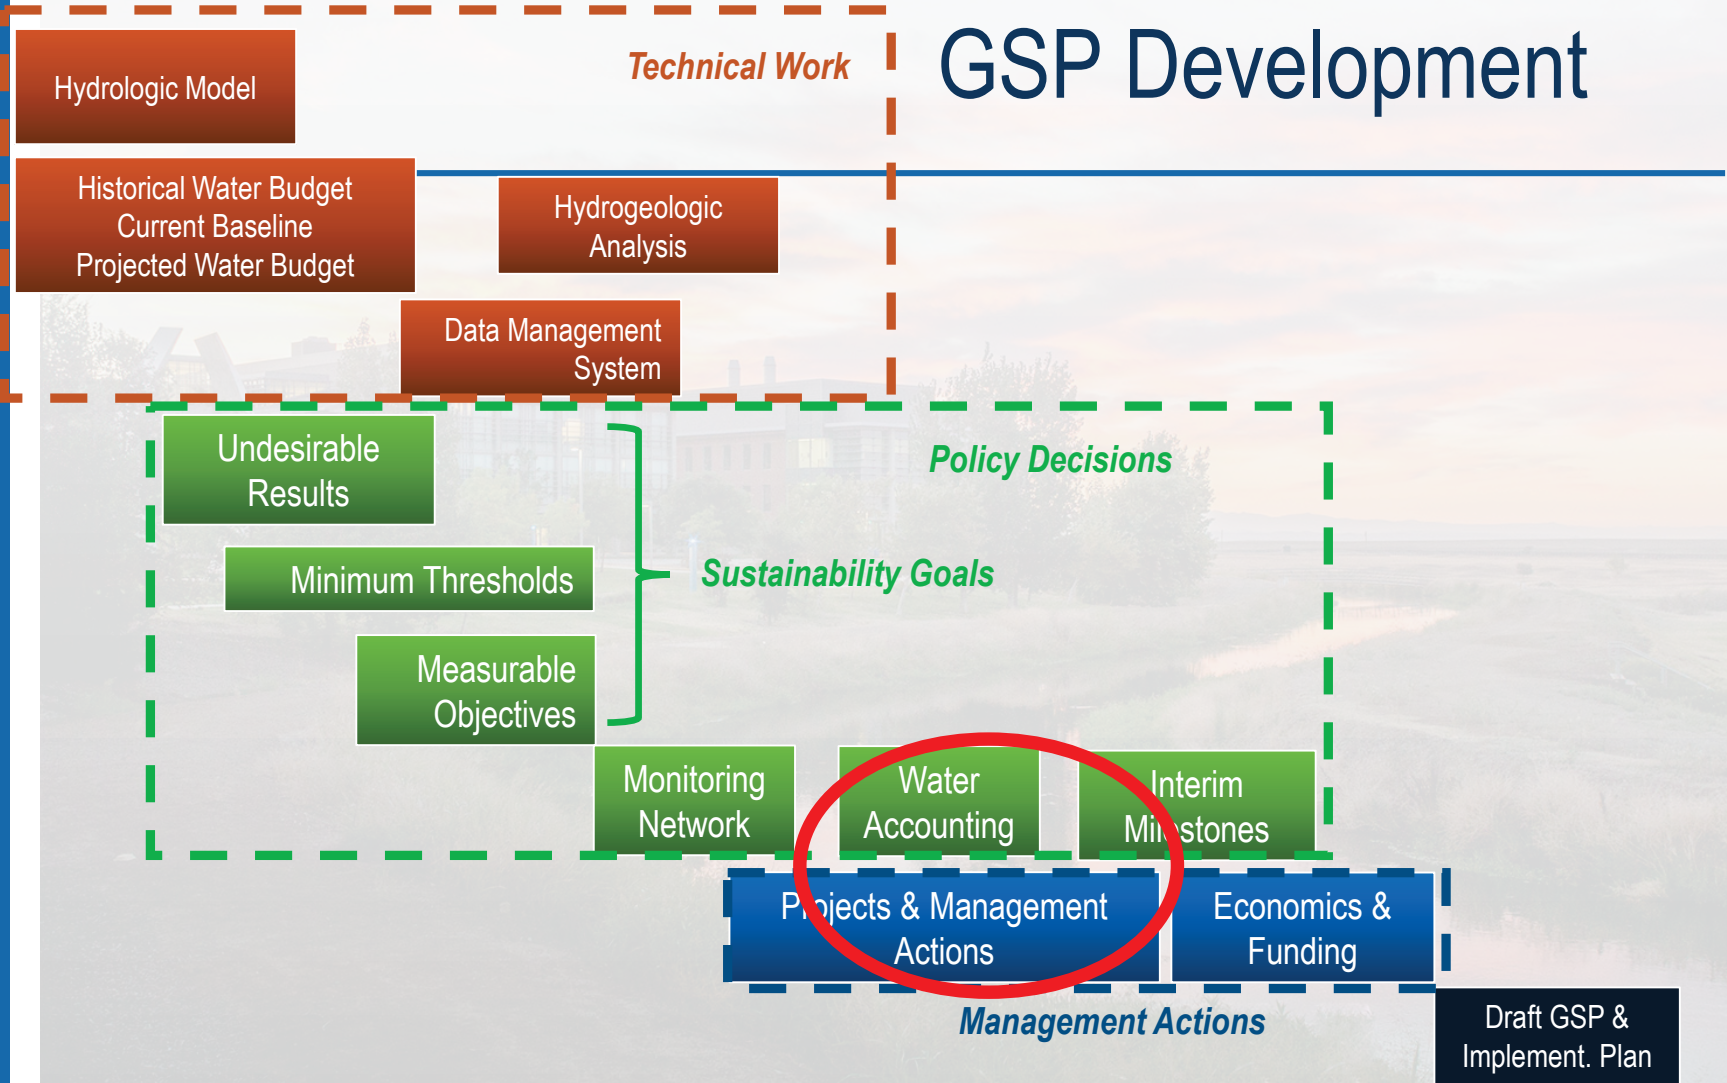 GSP Development
Technical Work
Hydrologic Model
Historical Water Budget
Current Baseline
Projected Water Budget
Hydrogeologic
Analysis
Data Management
System
Policy Decisions
Undesirable
Results
Minimum Thresholds
Sustainability Goals
Measurable
Objectives
Monitoring
Network
Water
Accounting
Interim
Milestones
Projects & Management
Actions
Economics &
Funding
Management Actions
Draft GSP &
Implement. Plan